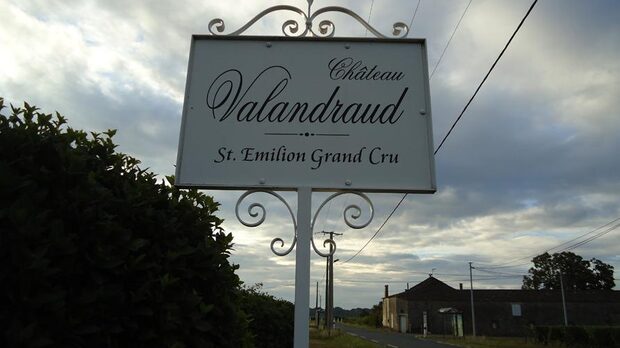 Château
Valandraud
St. Emilion Grand Cru